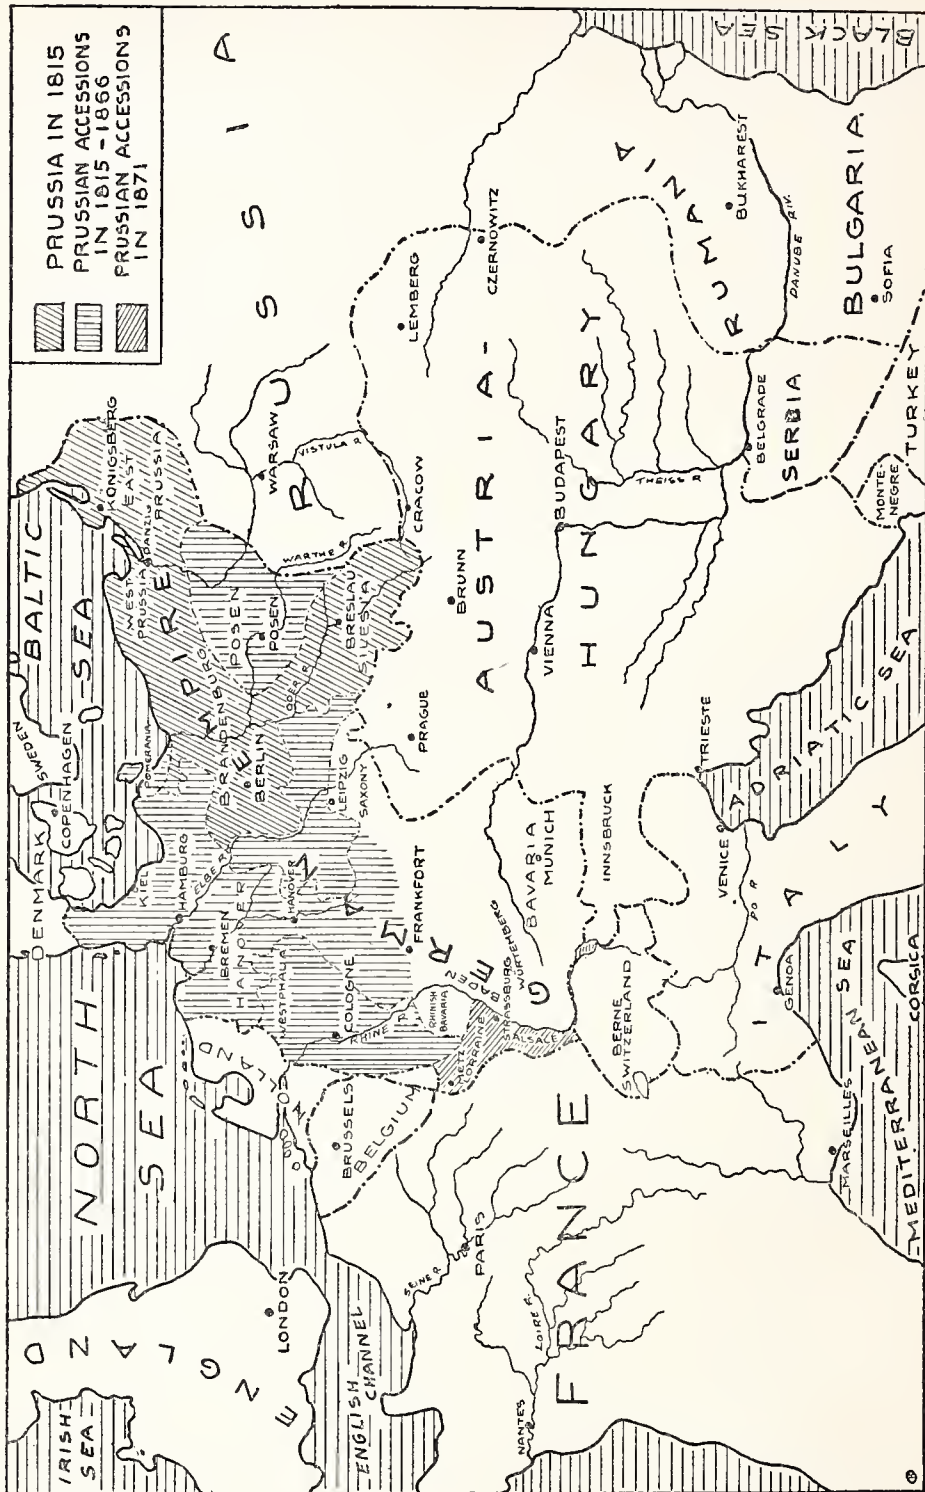 PRUSSIA IN 1815
PRUSSIAN ACCESSIONS
IN 1815 - 1866
PRUSSIAN ACCESSIONS
IN 1871
IRISH
SEA
ENGLAND
LONDON
ENGLISH
CHANNEL
NORTH
SEA
DENMARK
SWEDEN
COPENHAGEN
BALTIC
SEA
KIEL
HAMBURG
ELBE R
BREMEN
HANOVER
HANOVER
WESTPHALIA
COLOGNE
RHINE R
HOLLAND
BRUSSELS
BELGIUM
POMERANIA
WEST
PRUSSIA
DANZIG
KONIGSBERG
EAST
PRUSSIA
GERMAN EMPIRE
BRANDENBURG
BERLIN
POSEN
POSEN
ODER R
BRESLAU
SILESIA
LEIPZIG
SAXONY
FRANKFORT
RHINISH
BAVARIA
METZ
LORRAINE
ALSACE
STRASSBURG
BADEN
WÜRTEHBERG
BAVARIA
MUNICH
INNSBRUCK
RUSSIA
WARSAW
VISTULA R
WARTHE R
CRACOW
LEMBERG
CZERNOWITZ
PRAGUE
BRUNN
AUSTRIA-
HUNGARY
VIENNA
BUDAPEST
THEISS R
FRANCE
SEINE R
PARIS
LOIRE R.
NANTES
MARSEILLES
BERNE
SWITZERLAND
ITALY
VENICE
PO R
GENOA
TRIESTE
ADRIATIC SEA
MEDITERRANEAN SEA
CORSICA
RUMANIA
BUKHAREST
DANUBE RIV.
BELGRADE
SERBIA
MONTE-
NEGRE
TURKEY
BULGARIA
SOFIA
BLACK SEA